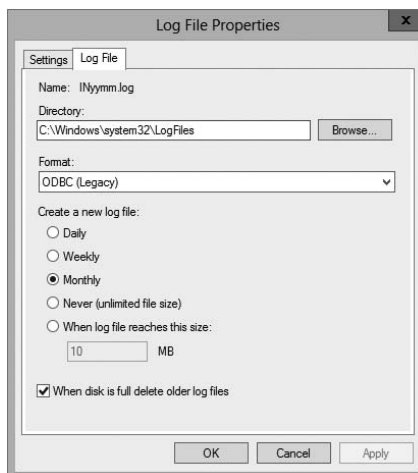 Log File Properties
x
Settings
Log File
Name: INyymm.log
Directory:
C:\Windows\system32\LogFiles
Browse...
Format:
ODBC (Legacy)
Create a new log file:
Daily
Weekly
Monthly
Never (unlimited file size)
When log file reaches this size:
10 MB
When disk is full delete older log files
OK Cancel Apply